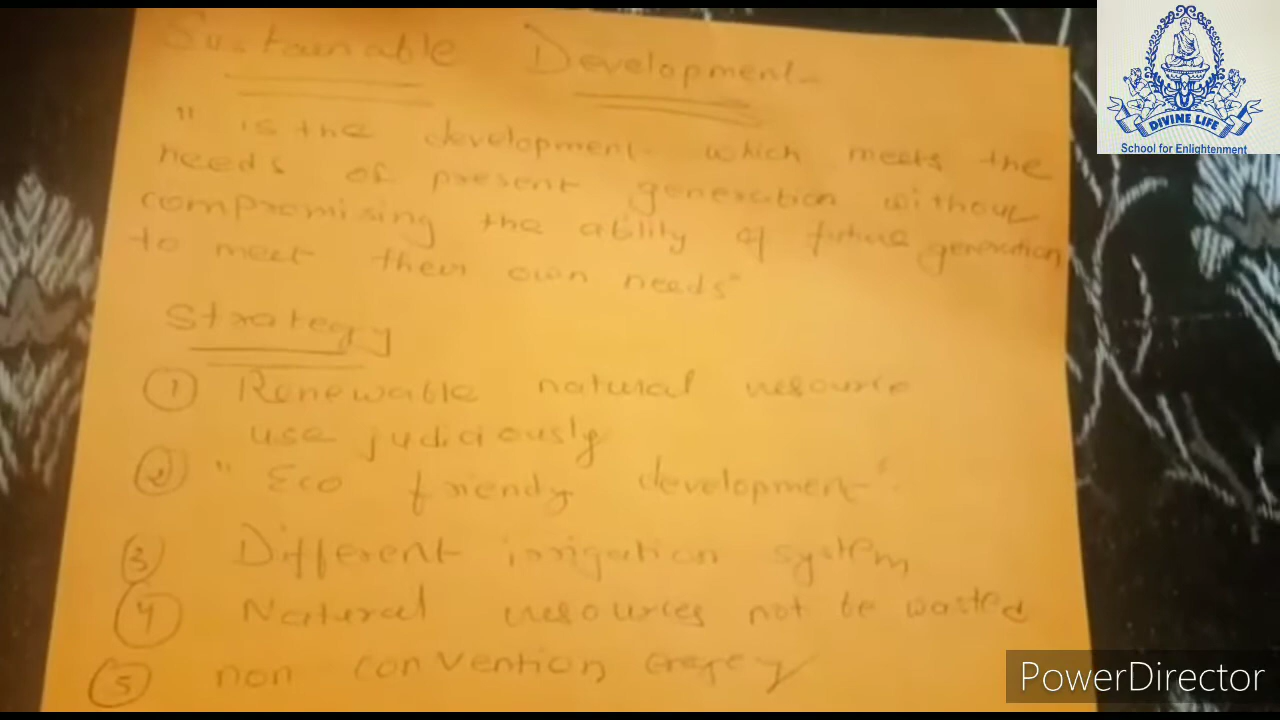 Sustainable Development
" is the development which meets the
needs of present generation without
compromising the ability of future generation
to meet their own needs"
Strategy
① Renewable natural resource
use judiciously
② " Eco friendy development"
③ Different irrigation system
④ Natural resources not be wasted
⑤ non convention energy
DIVINE LIFE
School for Enlightenment
PowerDirector